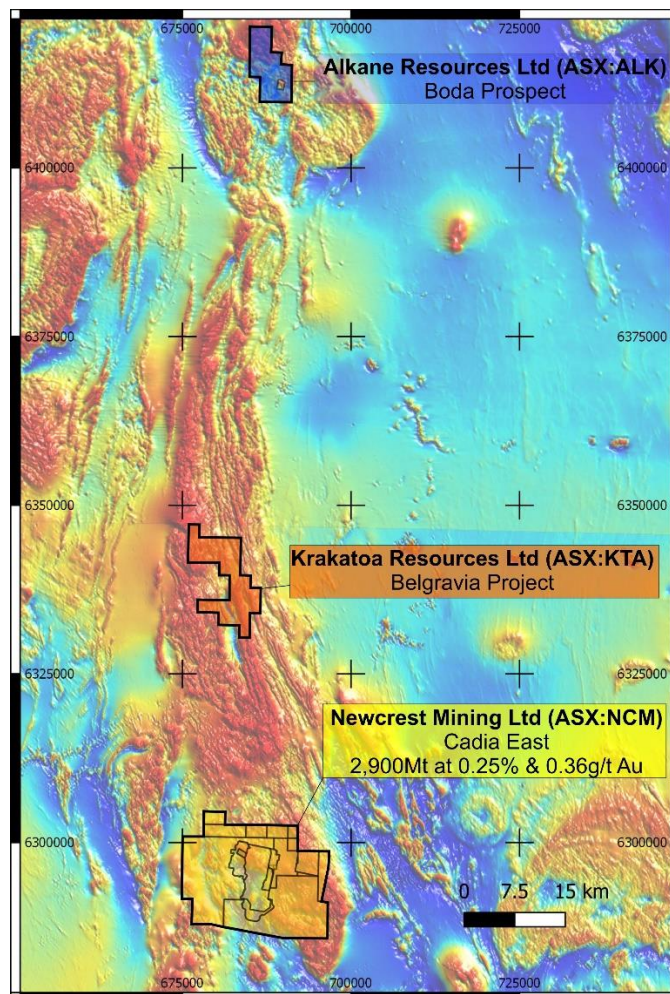 675000 700000 725000
Alkane Resources Ltd (ASX:ALK)
Boda Prospect
6400000 6400000
6375000 6375000
6350000 6350000
Krakatoa Resources Ltd (ASX:KTA)
Belgravia Project
6325000 6325000
Newcrest Mining Ltd (ASX:NCM)
Cadia East
2,900Mt at 0.25% & 0.36g/t Au
6300000 6300000
0 7.5 15 km
675000 700000 725000